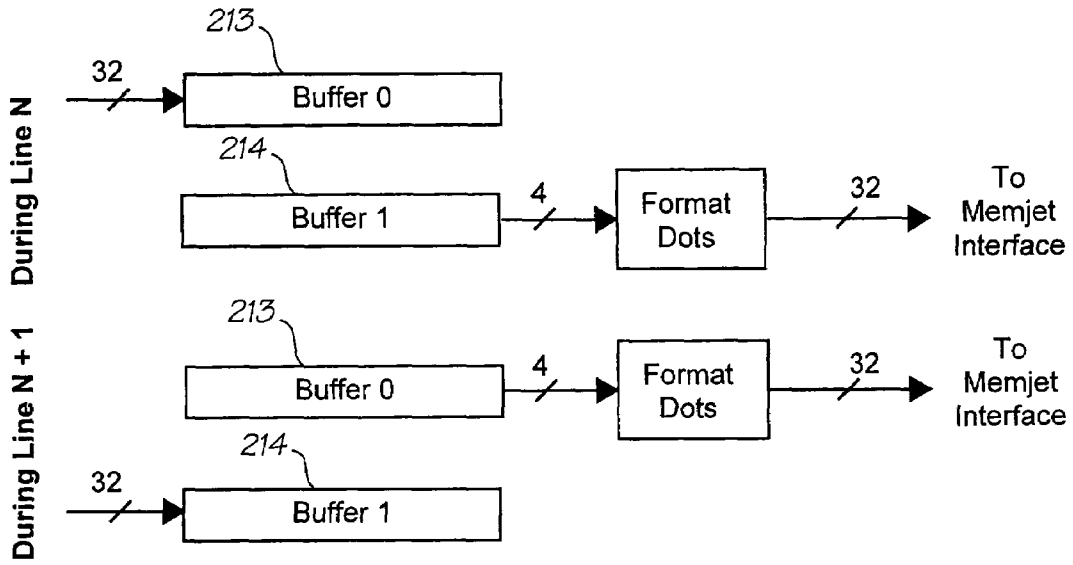 During Line N
213
32
Buffer 0
214
Buffer 1
4
Format
Dots
32
To
Memjet
Interface
During Line N + 1
213
Buffer 0
4
Format
Dots
32
To
Memjet
Interface
214
32
Buffer 1